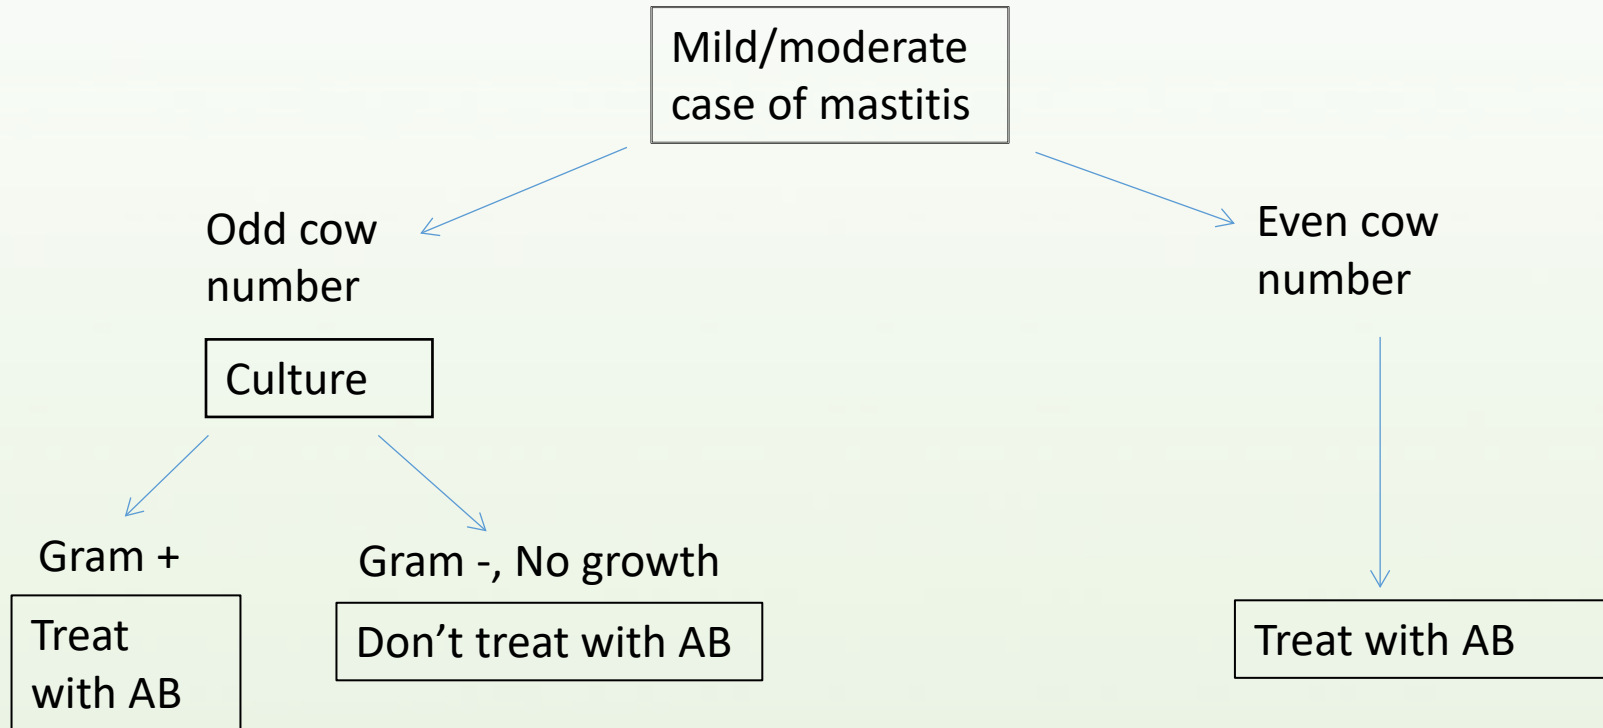 Mild/moderate
case of mastitis
Odd cow
number
Even cow
number
Culture
Gram +
Gram -, No growth
Treat
with AB
Don’t treat with AB
Treat with AB